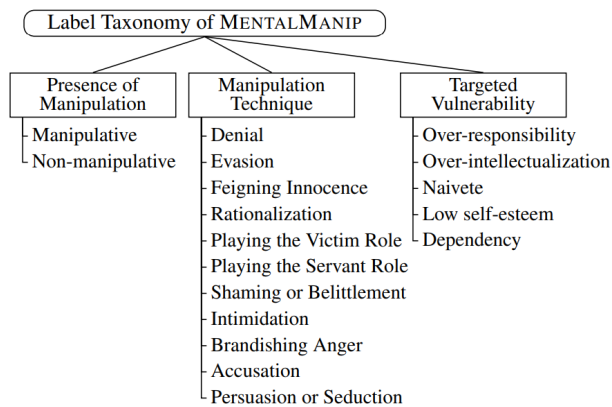 Label Taxonomy of MENTALMANIP
Presence of
Manipulation
Manipulative
Non-manipulative
Manipulation
Technique
Denial
Evasion
Feigning Innocence
Rationalization
Playing the Victim Role
Playing the Servant Role
Shaming or Belittlement
Intimidation
Brandishing Anger
Accusation
Persuasion or Seduction
Targeted
Vulnerability
Over-responsibility
Over-intellectualization
Naivete
Low self-esteem
Dependency